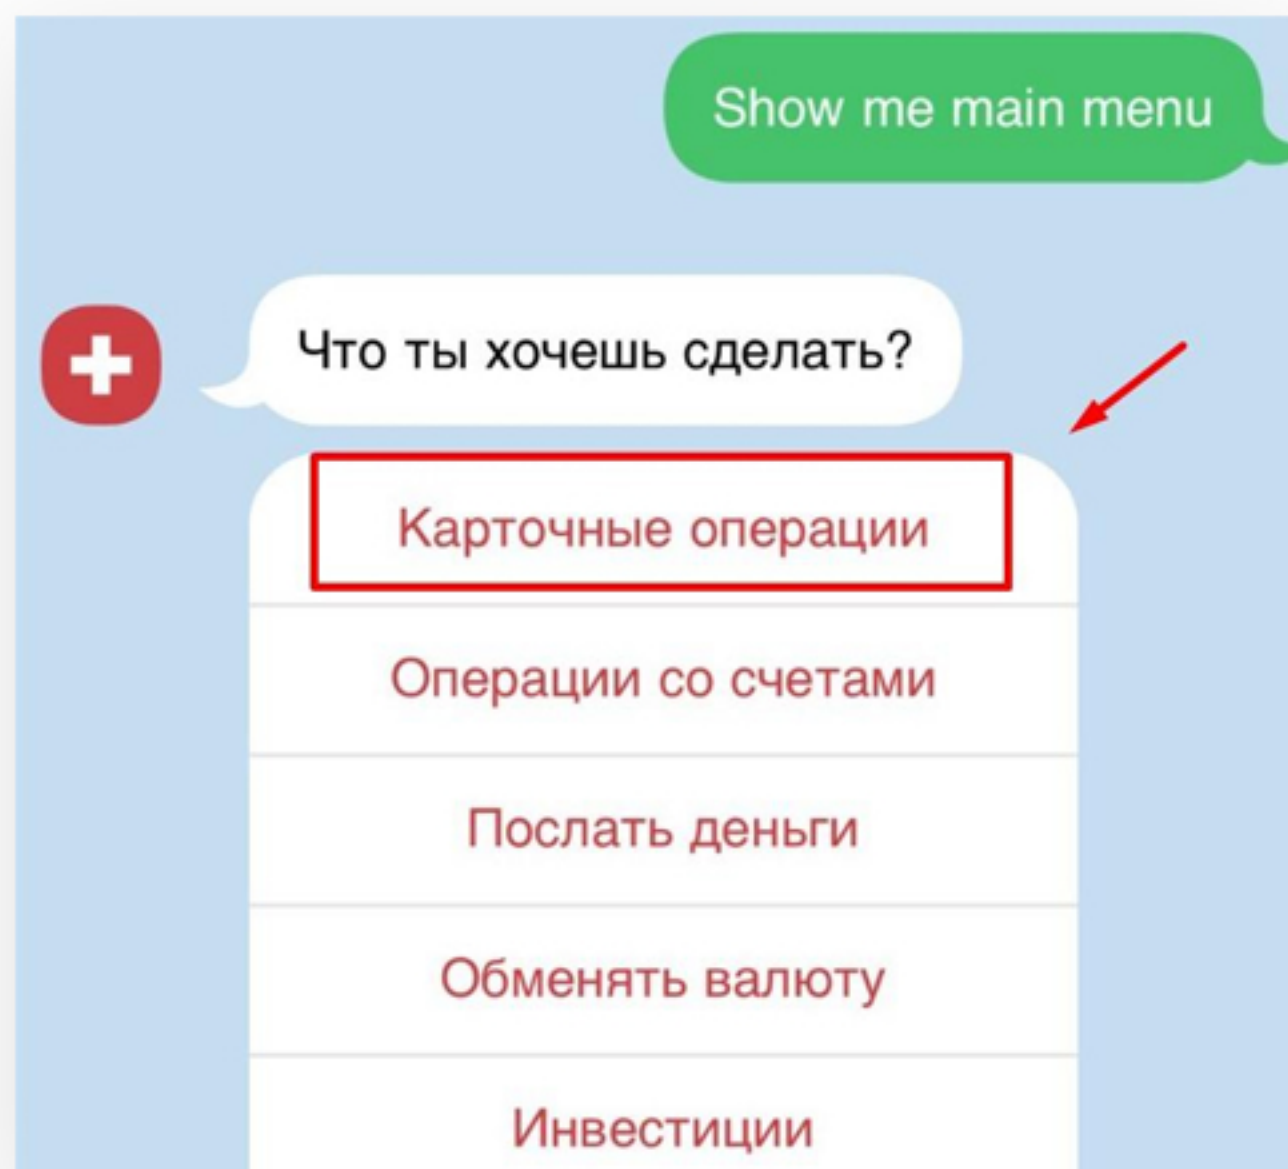 Show me main menu
Что ты хочешь сделать?
Карточные операции
Операции со счетами
Послать деньги
Обменять валюту
Инвестиции